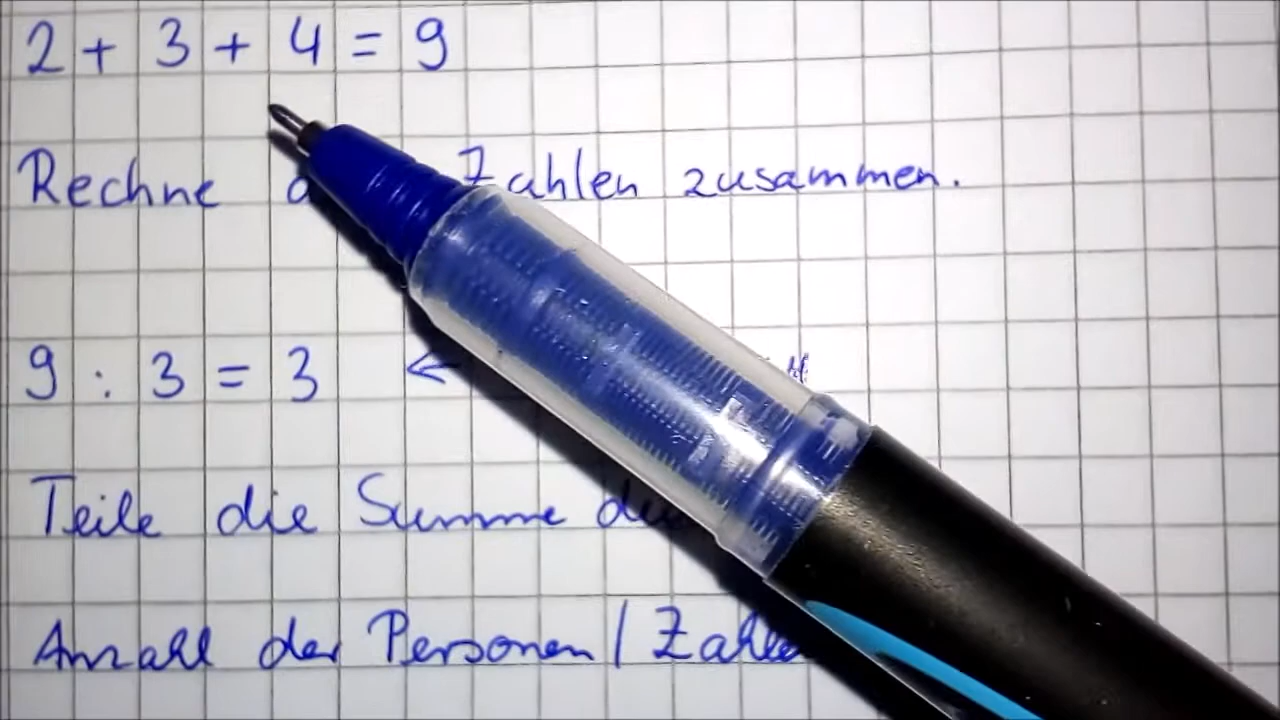 2 + 3 + 4 = 9
Rechne Zahlen zusammen.
9 : 3 = 3 ←
Teile die Summe
Anzahl der Personen / Zahlen